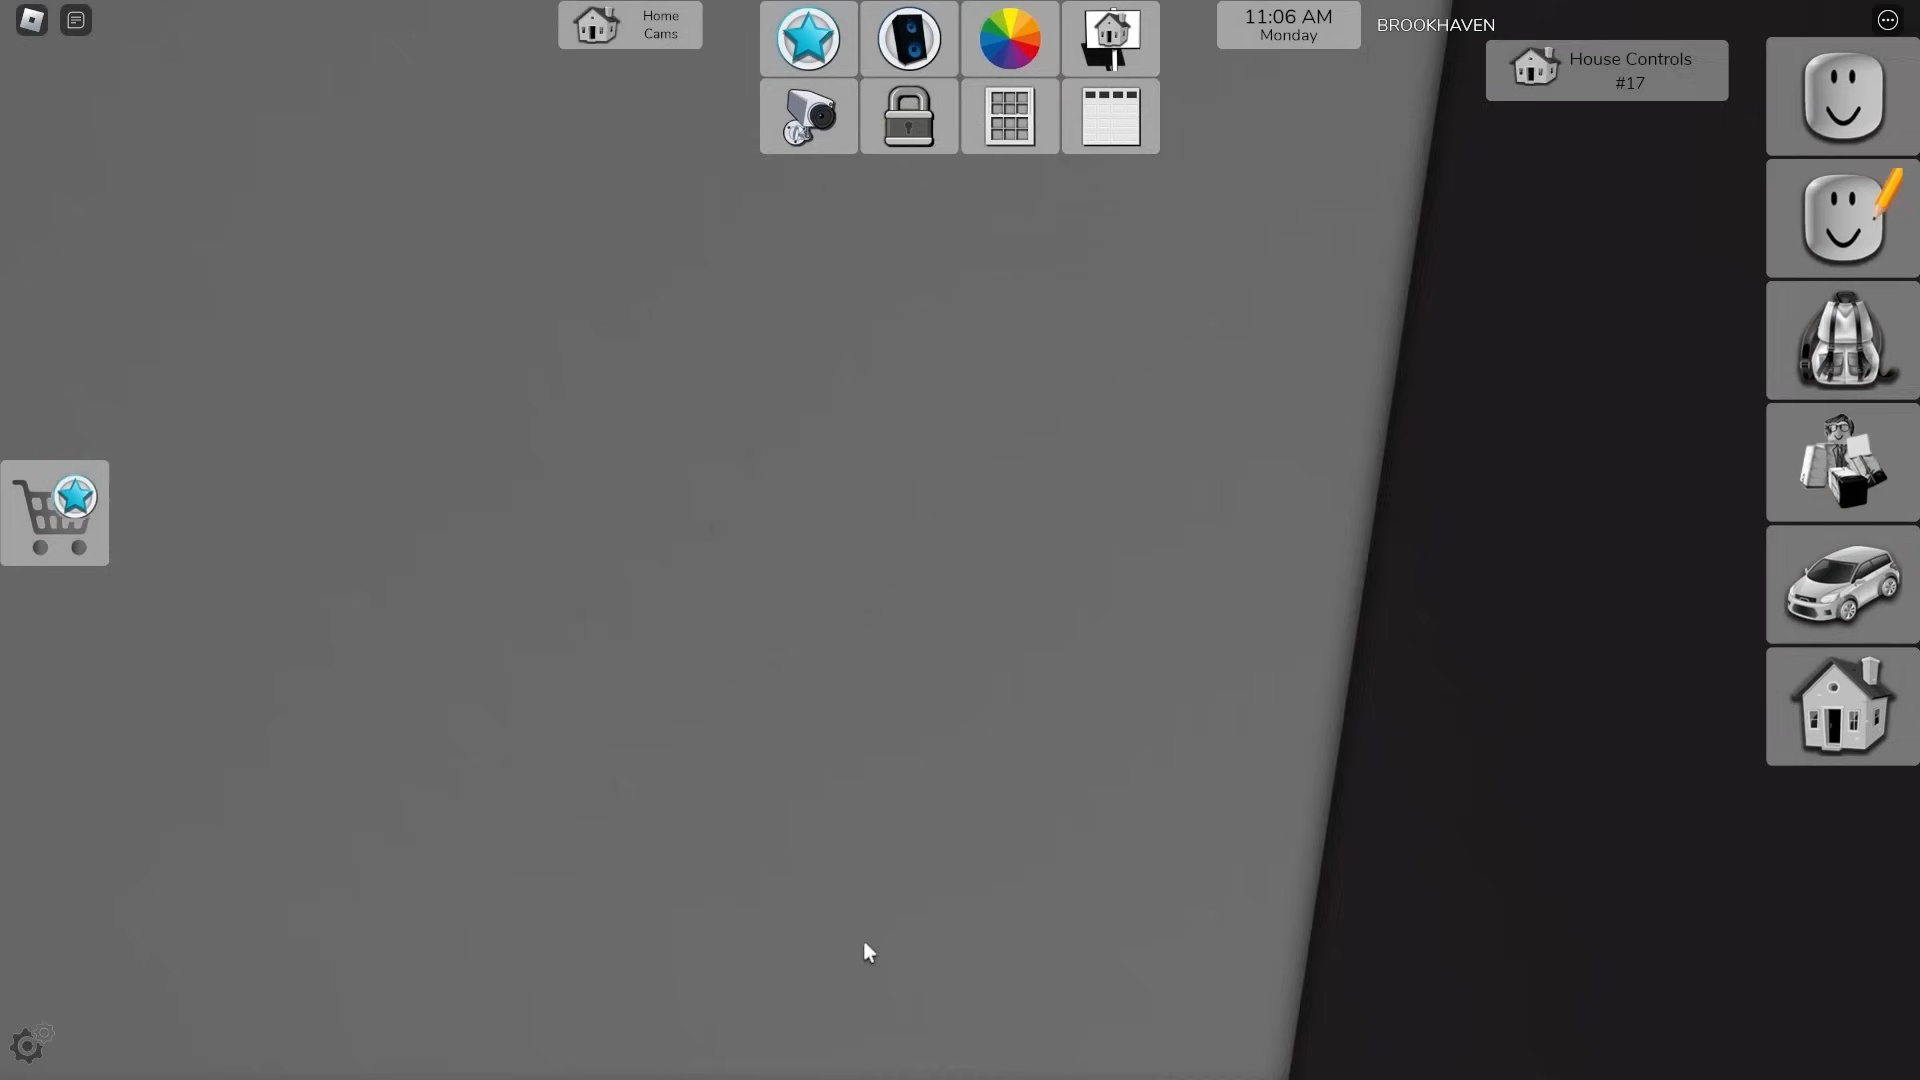 Home
Cams
11:06 AM
Monday
BROOKHAVEN
House Controls
#17